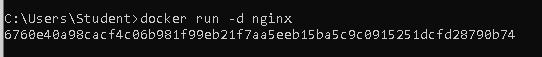 C:\Users\Student>docker run -d nginx
6760e40a98cacf4c06b981f99eb21f7aa5eeb15ba5c9c0915251dcfd28790b74